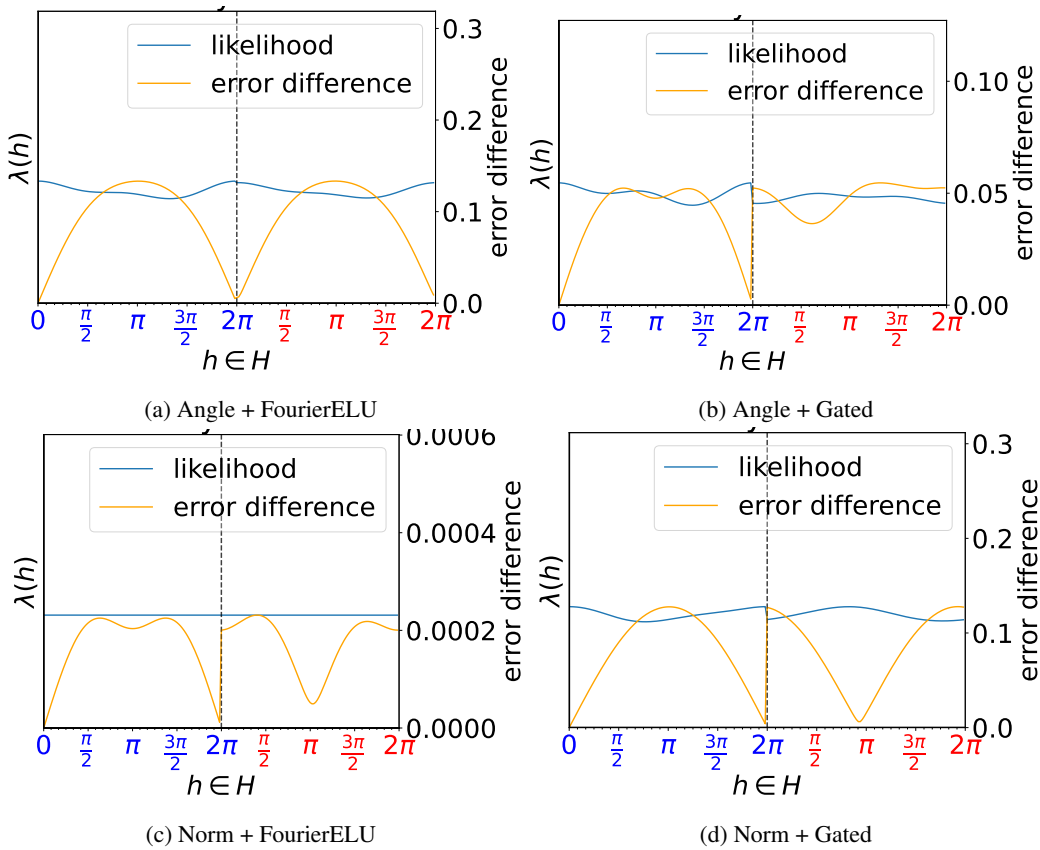 likelihood
error difference
λ(h)
error difference
0.3
0.2
0.1
0.0
0 π/2 π 3π/2 2π π/2 π 3π/2 2π
h ∈ H
(a) Angle + FourierELU
likelihood
error difference
λ(h)
error difference
0.10
0.05
0.00
0 π/2 π 3π/2 2π π/2 π 3π/2 2π
h ∈ H
(b) Angle + Gated
likelihood
error difference
λ(h)
error difference
0.0006
0.0004
0.0002
0.0000
0 π/2 π 3π/2 2π π/2 π 3π/2 2π
h ∈ H
(c) Norm + FourierELU
likelihood
error difference
λ(h)
error difference
0.3
0.2
0.1
0.0
0 π/2 π 3π/2 2π π/2 π 3π/2 2π
h ∈ H
(d) Norm + Gated